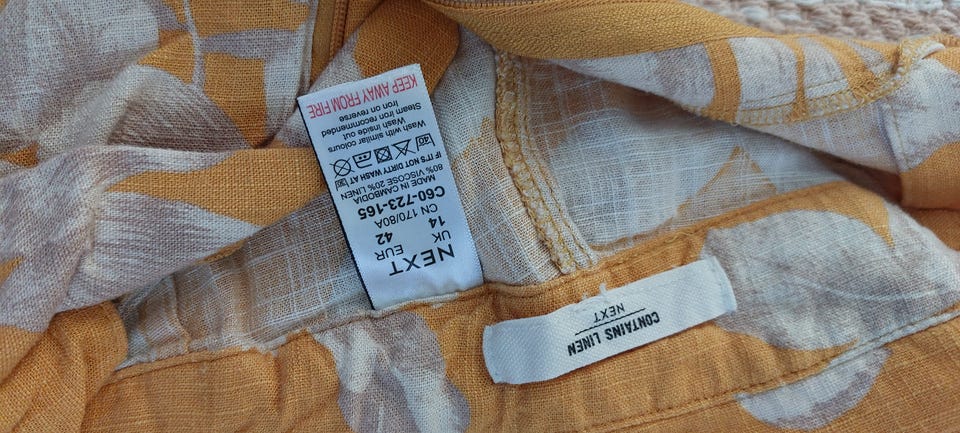 NEXT
UK EUR
14 42
CN 170/80A
C60-723-165
MADE IN CAMBODIA
80% VISCOSE 20% LINEN
IF IT'S NOT DIRTY WASH AT 30
40
Wash with similar colours
Wash inside out
Steam iron recommended
Iron on reverse
KEEP AWAY FROM FIRE
NEXT
CONTAINS LINEN